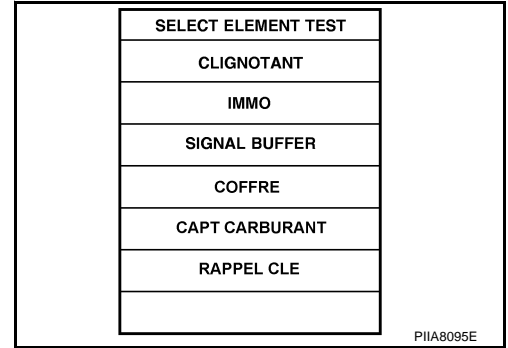 SELECT ELEMENT TEST
CLIGNOTANT
IMMO
SIGNAL BUFFER
COFFRE
CAPT CARBURANT
RAPPEL CLE
PIIA8095E